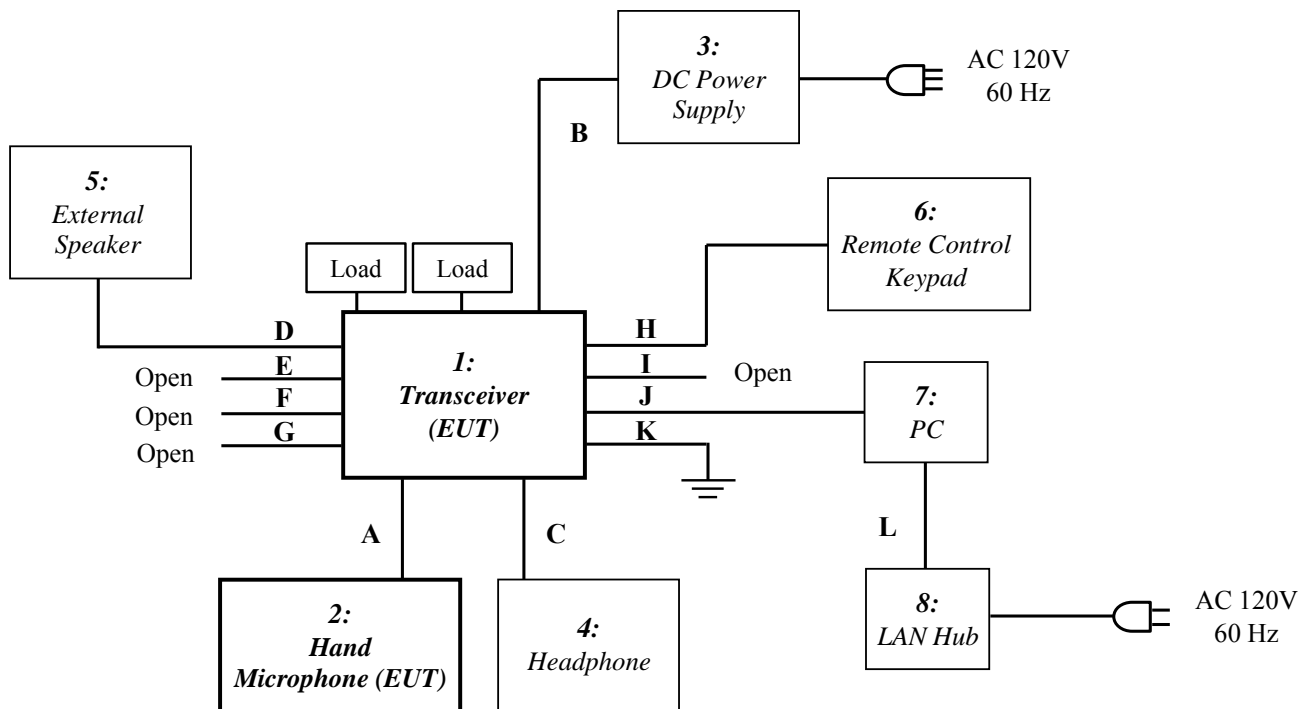 3:
DC Power
Supply
AC 120V
60 Hz
B
5:
External
Speaker
6:
Remote Control
Keypad
Load
Load
D
H
E
Open
I
Open
1:
Transceiver
(EUT)
F
Open
J
G
Open
K
7:
PC
A
C
L
2:
Hand
Microphone (EUT)
4:
Headphone
8:
LAN Hub
AC 120V
60 Hz